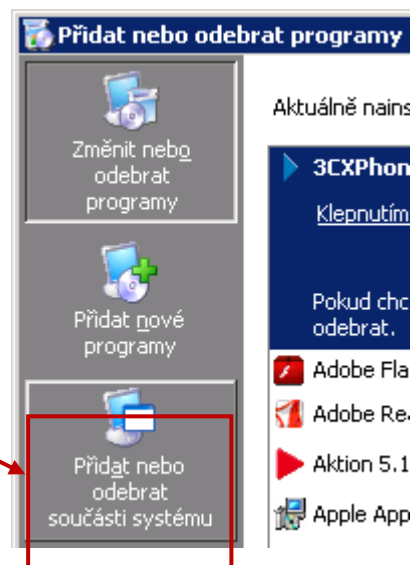 Přidat nebo odebrat programy
Změnit nebo
odebrat
programy
Přidat nové
programy
Přidat nebo
odebrat
součásti systému
Aktuálně nains
3CXPhon
Klepnutím
Pokud chc
odebrat.
Adobe Fla
Adobe Rea
Aktion 5.1
Apple App